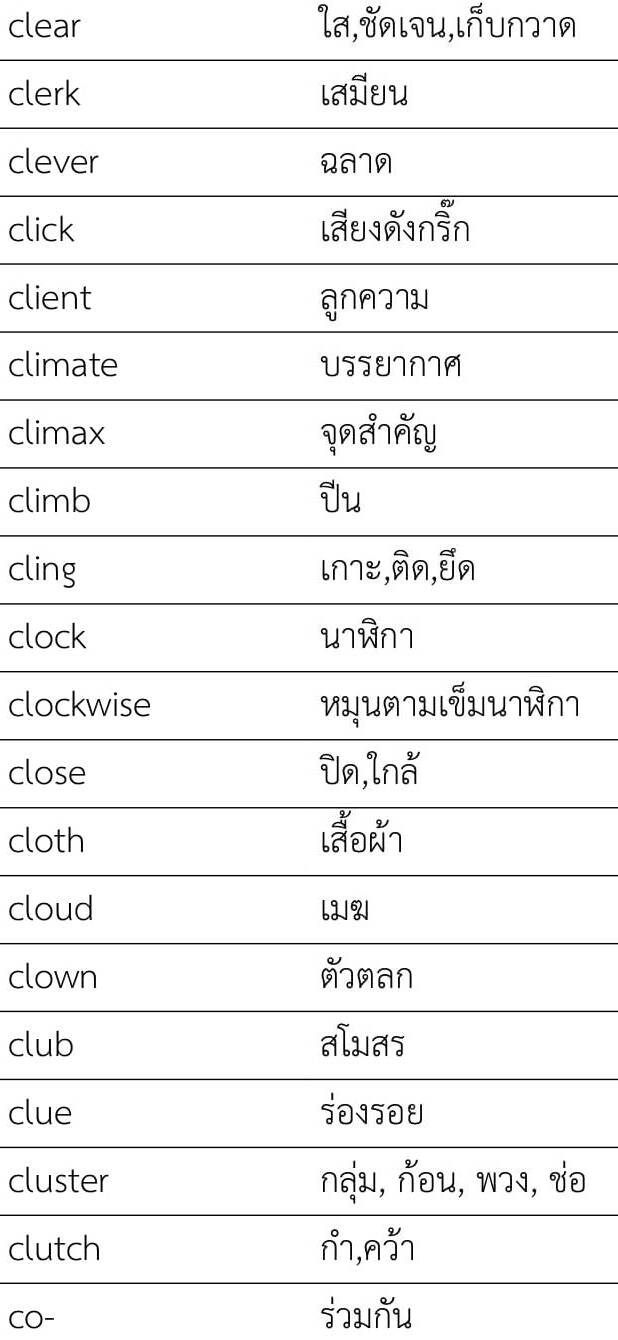 clear ใส,ชัดเจน,เก็บกวาด
clerk เสมียน
clever ฉลาด
click เสียงดังกริ๊ก
client ลูกความ
climate บรรยากาศ
climax จุดสำคัญ
climb ปีน
cling เกาะ,ติด,ยึด
clock นาฬิกา
clockwise หมุนตามเข็มนาฬิกา
close ปิด,ใกล้
cloth เสื้อผ้า
cloud เมฆ
clown ตัวตลก
club สโมสร
clue ร่องรอย
cluster กลุ่ม, ก้อน, พวง, ช่อ
clutch กำ,คว้า
co- ร่วมกัน